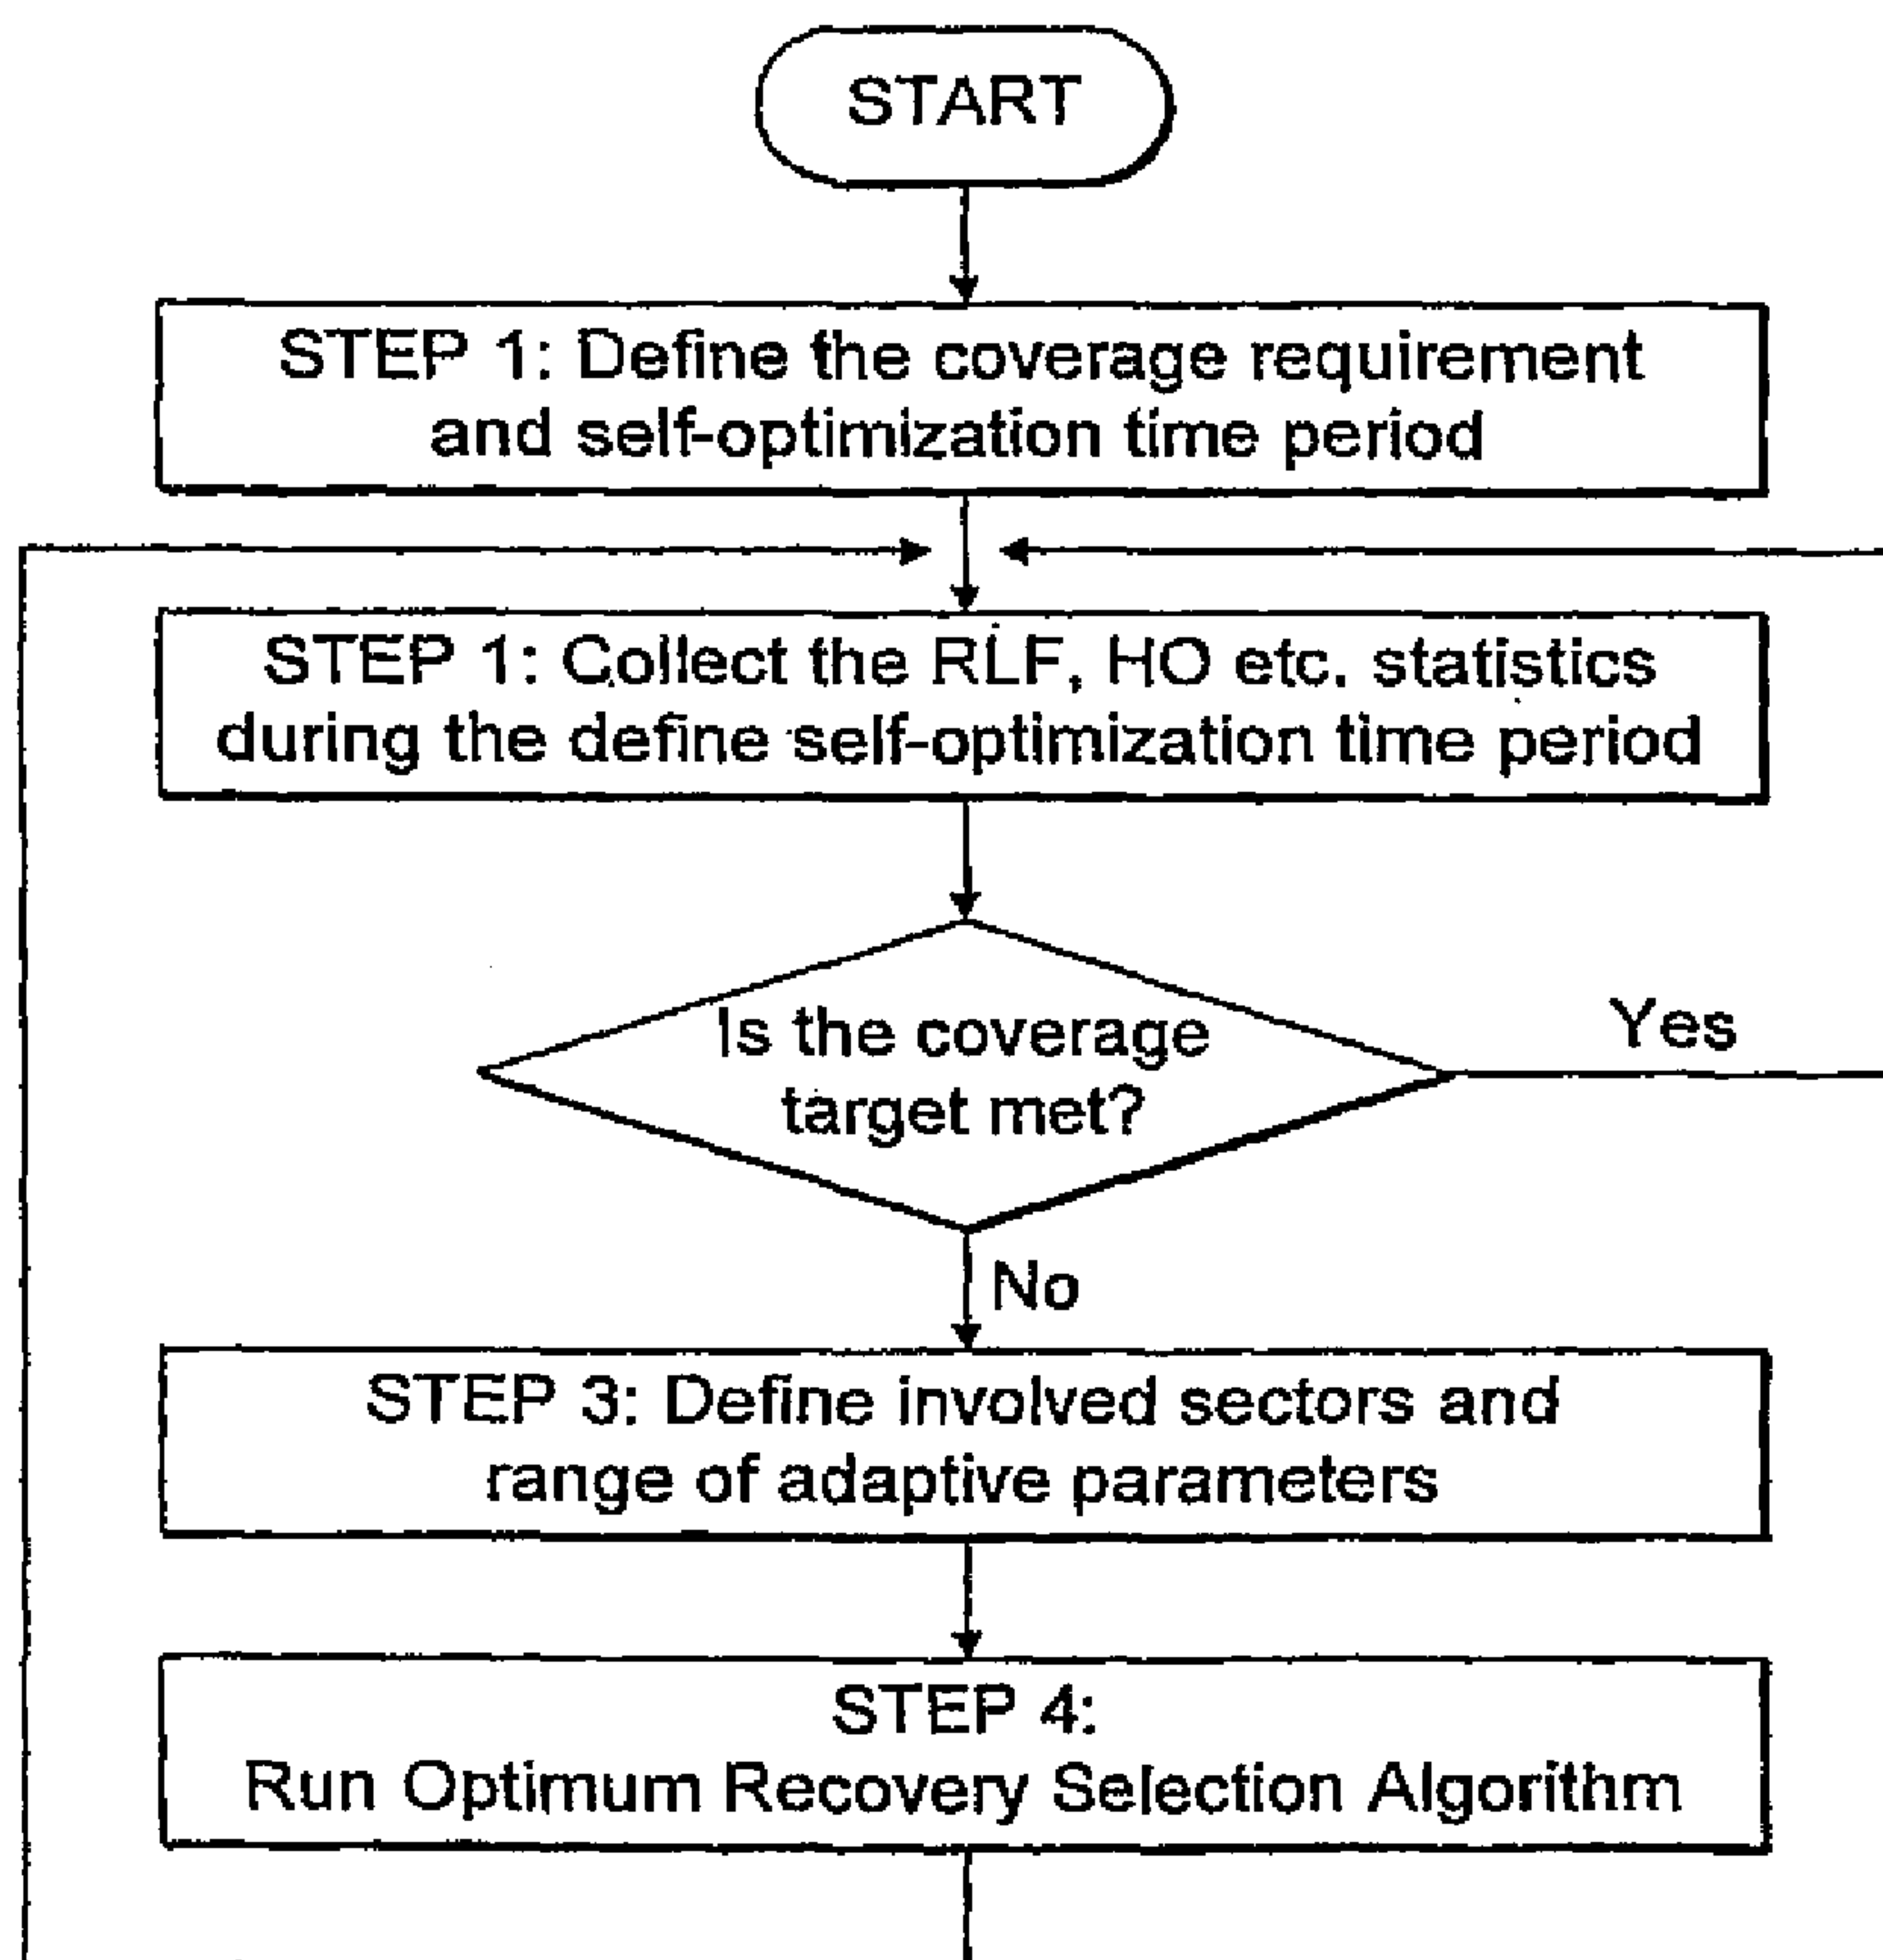 START
STEP 1: Define the coverage requirement
and self-optimization time period
STEP 1: Collect the RLF, HO etc. statistics
during the define self-optimization time period
Is the coverage
target met?
Yes
No
STEP 3: Define involved sectors and
range of adaptive parameters
STEP 4:
Run Optimum Recovery Selection Algorithm